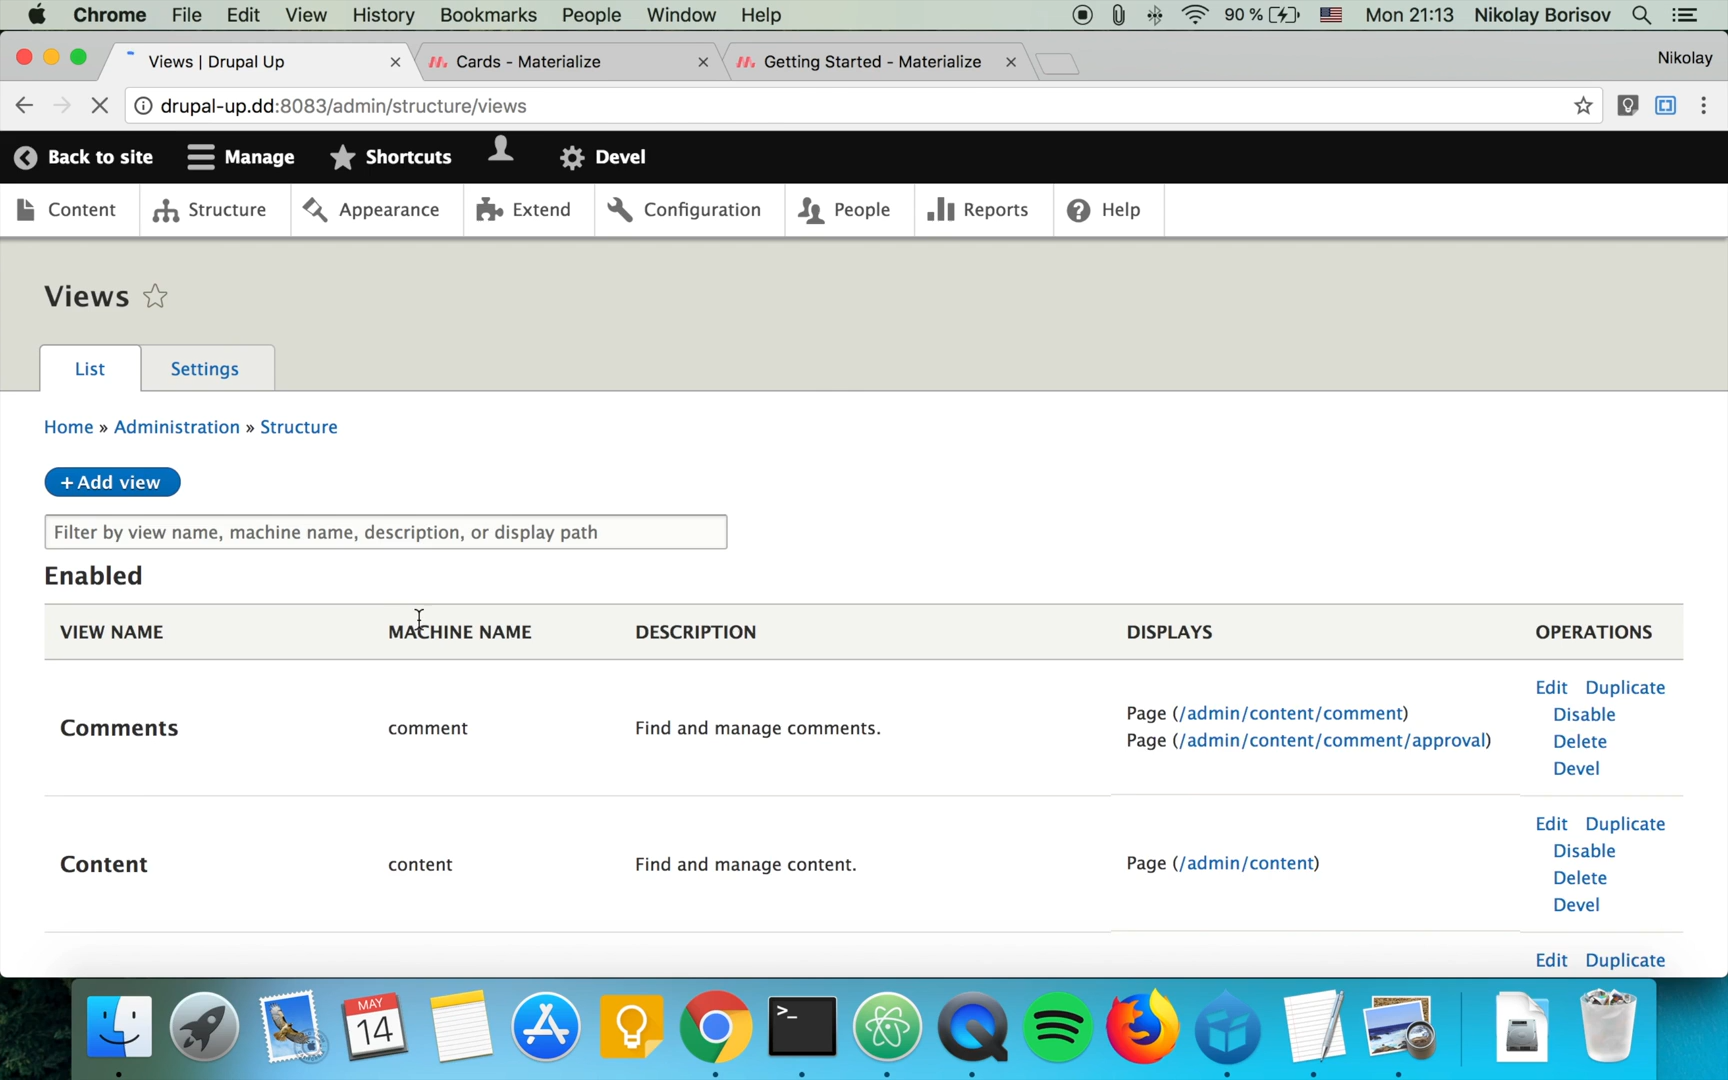 Chrome File Edit View History Bookmarks People Window Help 90 % Mon 21:13 Nikolay Borisov
Views | Drupal Up Cards - Materialize Getting Started - Materialize Nikolay
drupal-up.dd:8083/admin/structure/views
Back to site Manage Shortcuts Devel
Content Structure Appearance Extend Configuration People Reports Help
Views
List Settings
Home » Administration » Structure
+ Add view
Filter by view name, machine name, description, or display path
Enabled
VIEW NAME MACHINE NAME DESCRIPTION DISPLAYS OPERATIONS
Comments comment Find and manage comments. Page (/admin/content/comment) Edit Duplicate
Page (/admin/content/comment/approval) Disable
Delete
Devel
Content content Find and manage content. Page (/admin/content) Edit Duplicate
Disable
Delete
Devel
Edit Duplicate
MAY
14
>_